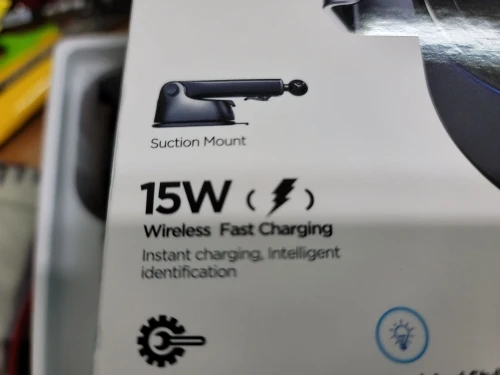 Suction Mount
15W
Wireless Fast Charging
Instant charging, Intelligent
identification